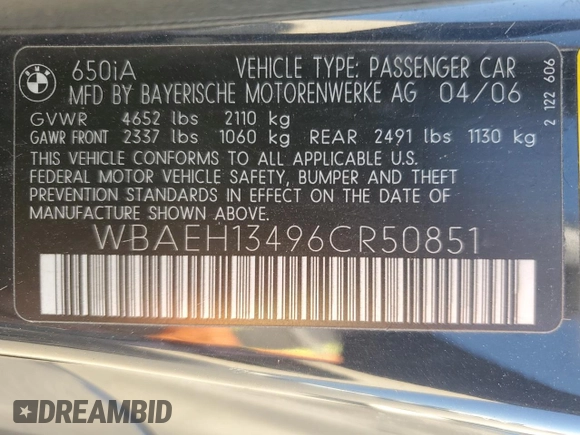 BMW
650iA VEHICLE TYPE: PASSENGER CAR
MFD BY BAYERISCHE MOTORENWERKE AG 04/06
GVWR 4652 lbs 2110 kg
GAWR FRONT 2337 lbs 1060 kg REAR 2491 lbs 1130 kg
THIS VEHICLE CONFORMS TO ALL APPLICABLE U.S.
FEDERAL MOTOR VEHICLE SAFETY, BUMPER AND THEFT
PREVENTION STANDARDS IN EFFECT ON THE DATE OF
MANUFACTURE SHOWN ABOVE.
WBAEH13496CR50851
2 122 606
DREAMBID